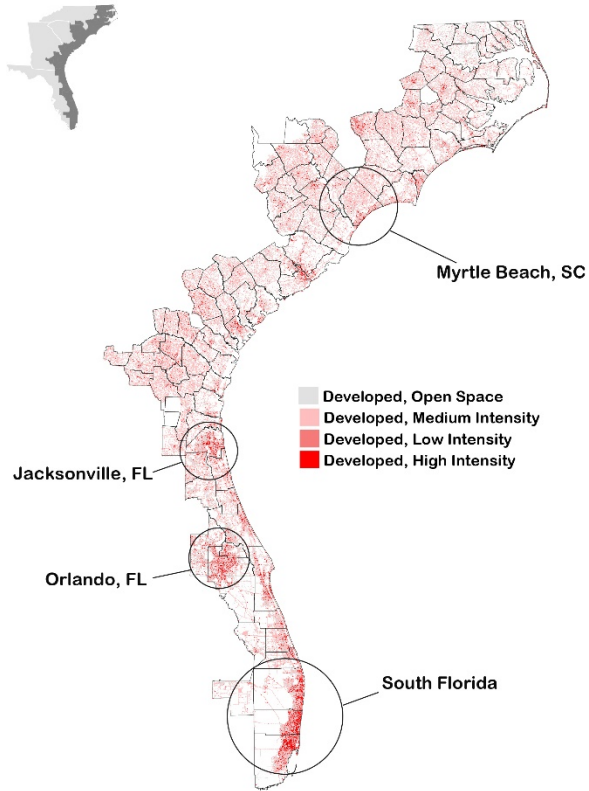 Myrtle Beach, SC
Developed, Open Space
Developed, Medium Intensity
Developed, Low Intensity
Developed, High Intensity
Jacksonville, FL
Orlando, FL
South Florida